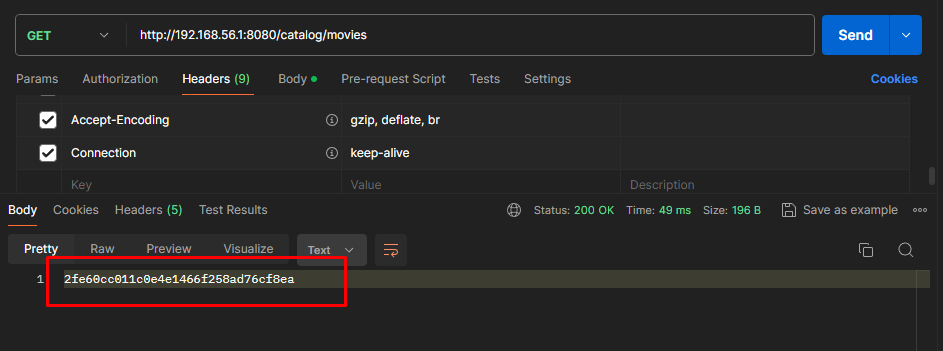 GET http://192.168.56.1:8080/catalog/movies Send
Params Authorization Headers (9) Body Pre-request Script Tests Settings Cookies
Accept-Encoding gzip, deflate, br
Connection keep-alive
Key Value Description
Body Cookies Headers (5) Test Results Status: 200 OK Time: 49 ms Size: 196 B Save as example
Pretty Raw Preview Visualize Text
1 2fe60cc011c0e4e1466f258ad76cf8ea